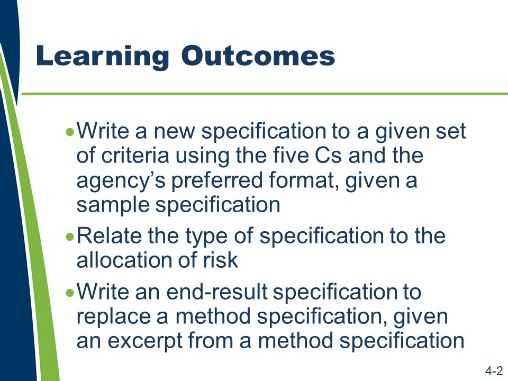 Learning Outcomes
•Write a new specification to a given set
of criteria using the five Cs and the
agency’s preferred format, given a
sample specification
•Relate the type of specification to the
allocation of risk
•Write an end-result specification to
replace a method specification, given
an excerpt from a method specification
4-2